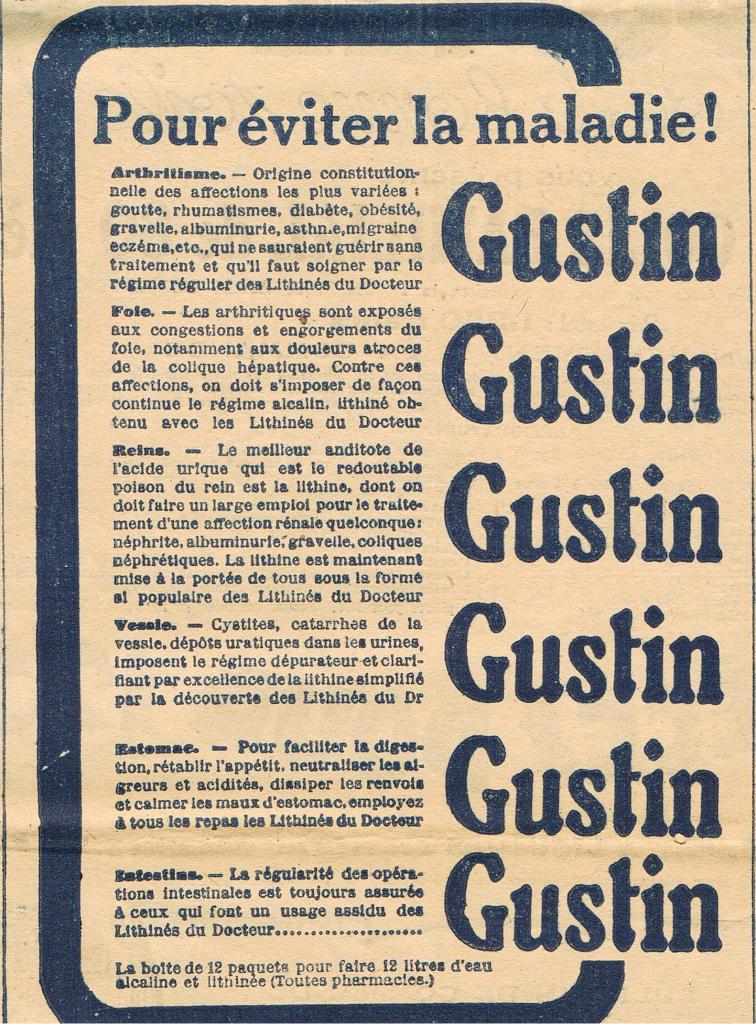 Pour éviter la maladie!
Arthritisme. — Origine constitution-
nelle des affections les plus variées :
goutte, rhumatismes, diabète, obésité,
gravelle, albuminurie, asthme, migraine
eczéma, etc., qui ne sauraient guérir sans
traitement et qu'il faut soigner par le
régime régulier des Lithinés du Docteur
Gustin
Foie. — Les arthritiques sont exposés
aux congestions et engorgements du
foie, notamment aux douleurs atroces
de la colique hépatique. Contre ces
affections, on doit s'imposer de façon
continue le régime alcalin, lithiné ob-
tenu avec les Lithinés du Docteur
Gustin
Reins. — Le meilleur anditote de
l'acide urique qui est le redoutable
poison du rein est la lithine, dont on
doit faire un large emploi pour le traite-
ment d'une affection rénale quelconque:
néphrite, albuminurie, gravelle, coliques
néphrétiques. La lithine est maintenant
mise à la portée de tous sous la forme
si populaire des Lithinés du Docteur
Gustin
Vessie. — Cystites, catarrhes de la
vessie, dépôts uratiques dans les urines,
imposent le régime dépurateur et clari-
fiant par excellence de la lithine simplifié
par la découverte des Lithinés du Dr
Gustin
Estomac. — Pour faciliter la diges-
tion, rétablir l'appétit, neutraliser les ai-
greurs et acidités, dissiper les renvois
et calmer les maux d'estomac, employez
à tous les repas les Lithinés du Docteur
Gustin
Intestins. — La régularité des opéra-
tions intestinales est toujours assurée
à ceux qui font un usage assidu des
Lithinés du Docteur.....................
Gustin
La boîte de 12 paquets pour faire 12 litres d'eau
alcaline et lithinée (Toutes pharmacies.)